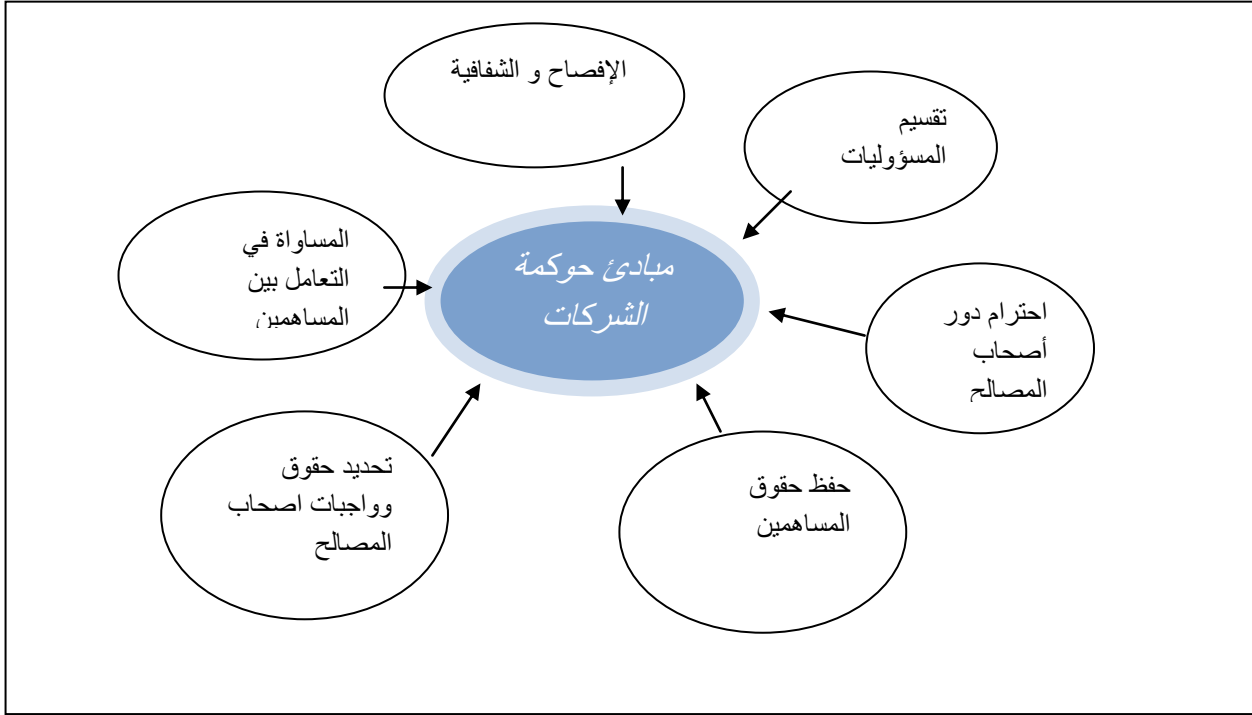 الإفصاح و الشفافية
تقسيم
المسؤوليات
المساواة في
التعامل بين
المساهمين
مبادئ حوكمة
الشركات
احترام دور
أصحاب
المصالح
تحديد حقوق
وواجبات اصحاب
المصالح
حفظ حقوق
المساهمين